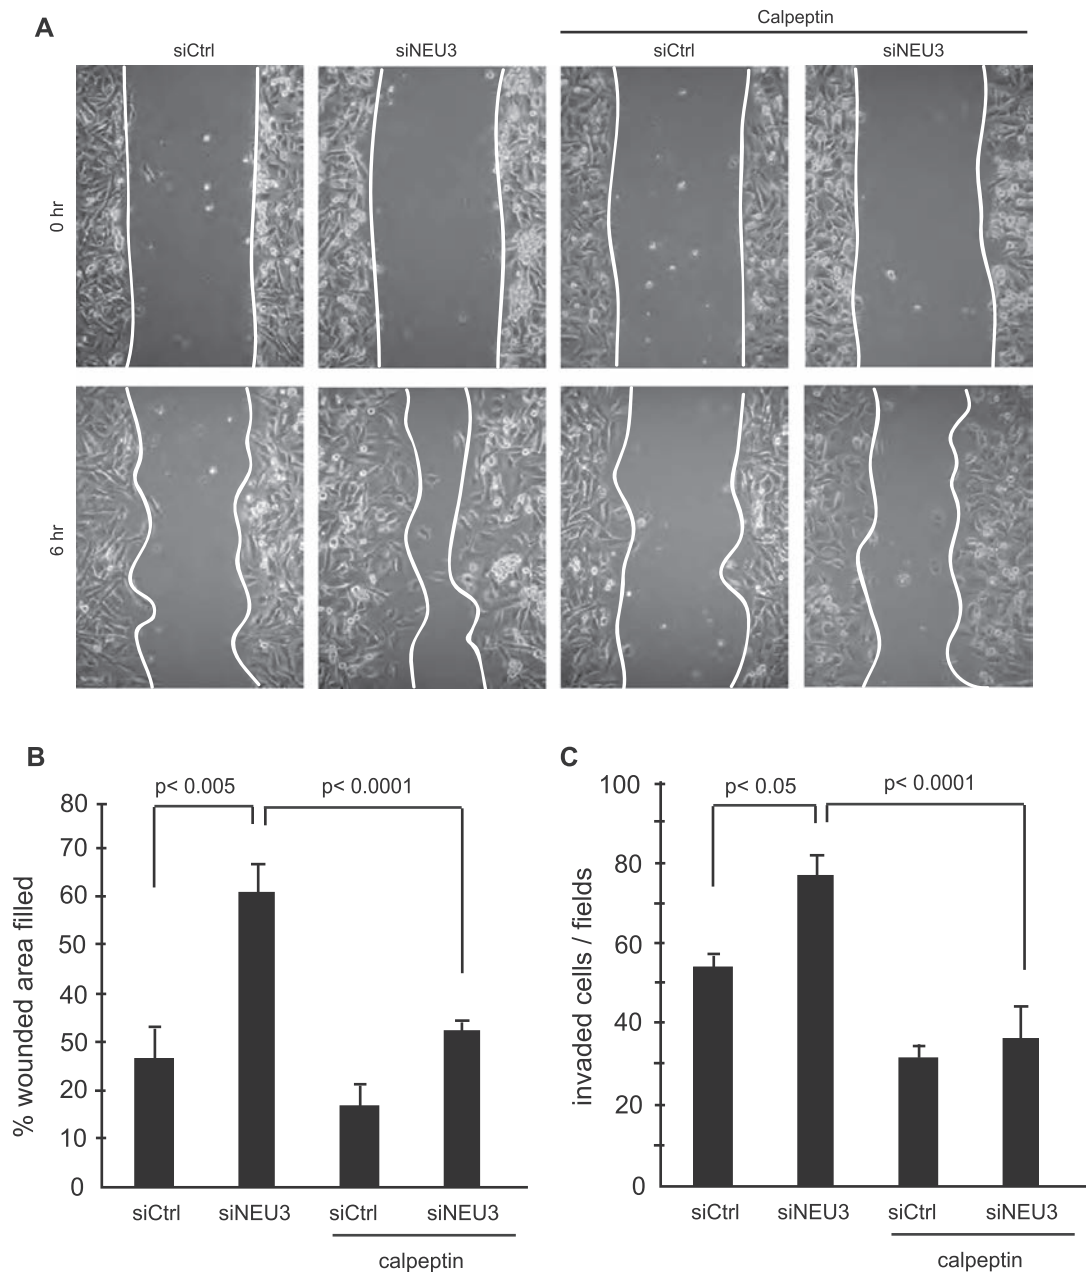 A
Calpeptin
siCtrl siNEU3 siCtrl siNEU3
0 hr
6 hr
B
p< 0.005 p< 0.0001
% wounded area filled
80
70
60
50
40
50
20
10
0
siCtrl siNEU3 siCtrl siNEU3
calpeptin
C
p< 0.05 p< 0.0001
invaded cells / fields
100
80
60
40
20
0
siCtrl siNEU3 siCtrl siNEU3
calpeptin